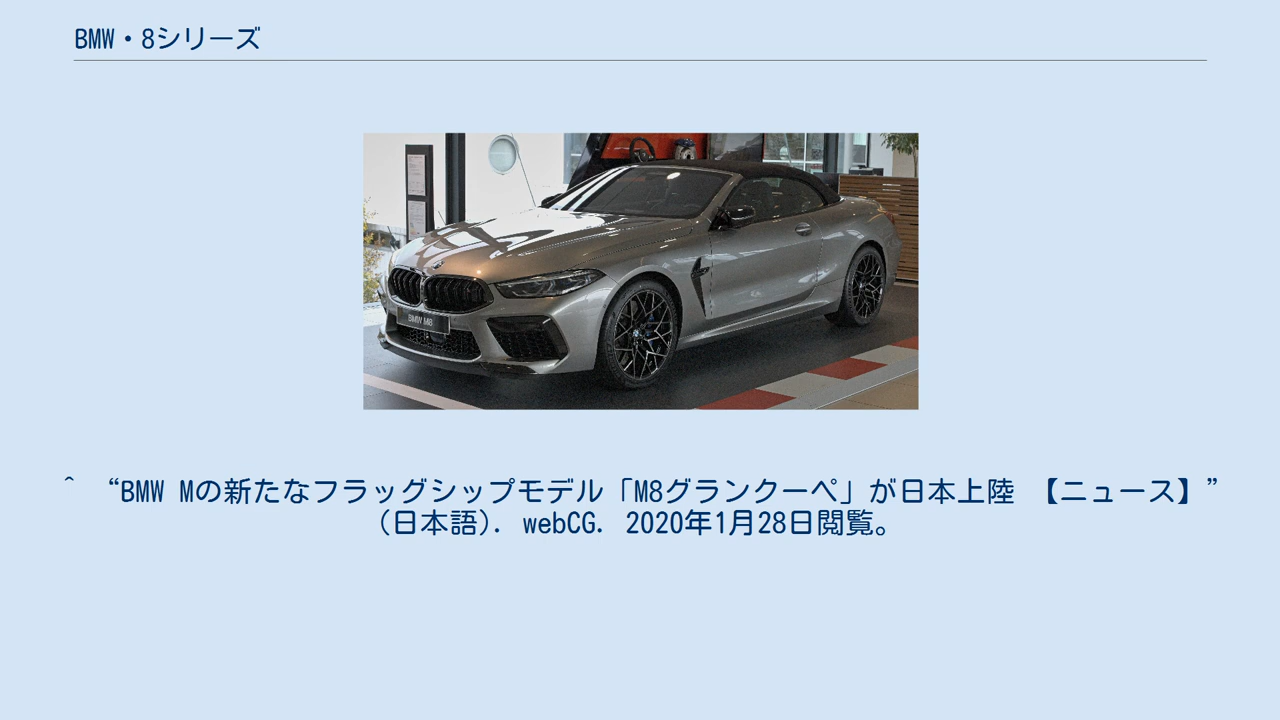 BMW・8シリーズ
BMW M8
^ “BMW Mの新たなフラッグシップモデル「M8グランクーペ」が日本上陸 【ニュース】”
(日本語). webCG. 2020年1月28日閲覧。